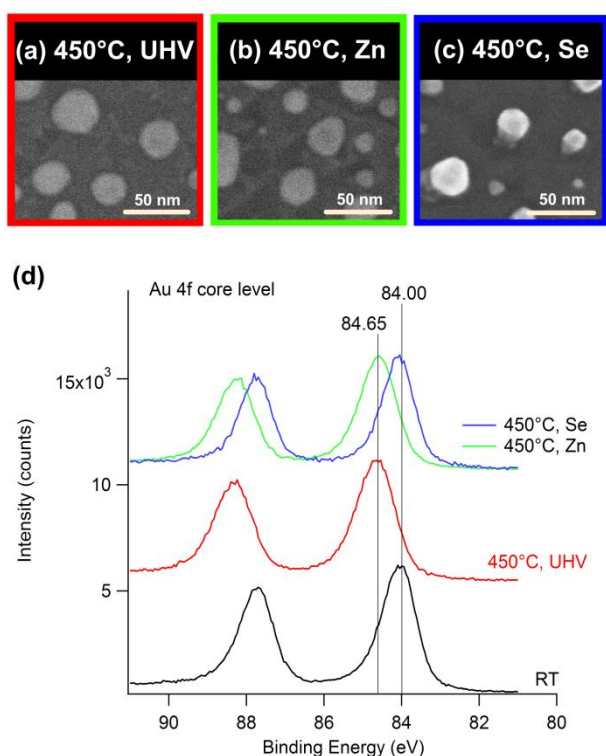 (a) 450°C, UHV
(b) 450°C, Zn
(c) 450°C, Se
50 nm
50 nm
50 nm
(d)
Au 4f core level
84.00
84.65
15x10³
10
5
450°C, Se
450°C, Zn
450°C, UHV
RT
Intensity (counts)
90
88
86
84
82
80
Binding Energy (eV)